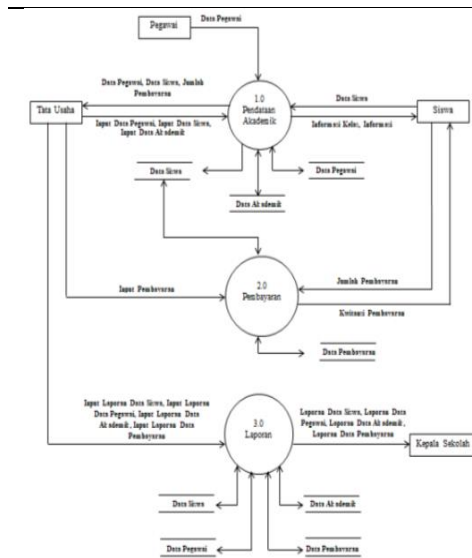 Pegawai
Data Pegawai
Data Pegawai, Data Siswa, Jumlah
Pembayaran
1.0
Pendataan
Akademik
Data Siswa
Tata Usaha
Siswa
Input Data Pegawai, Input Data Siswa,
Input Data Akademik
Informasi Kelas, Informasi
Data Siswa
Data Pegawai
Data Akademik
2.0
Pembayaran
Jumlah Pembayaran
Input Pembayaran
Kwitansi Pembayaran
Data Pembayaran
Input Laporan Data Siswa, Input Laporan
Data Pegawai, Input Laporan Data
Akademik, Input Laporan Data
Pembayaran
3.0
Laporan
Laporan Data Siswa, Laporan Data
Pegawai, Laporan Data Akademik,
Laporan Data Pembayaran
Kepala Sekolah
Data Siswa
Data Akademik
Data Pegawai
Data Pembayaran